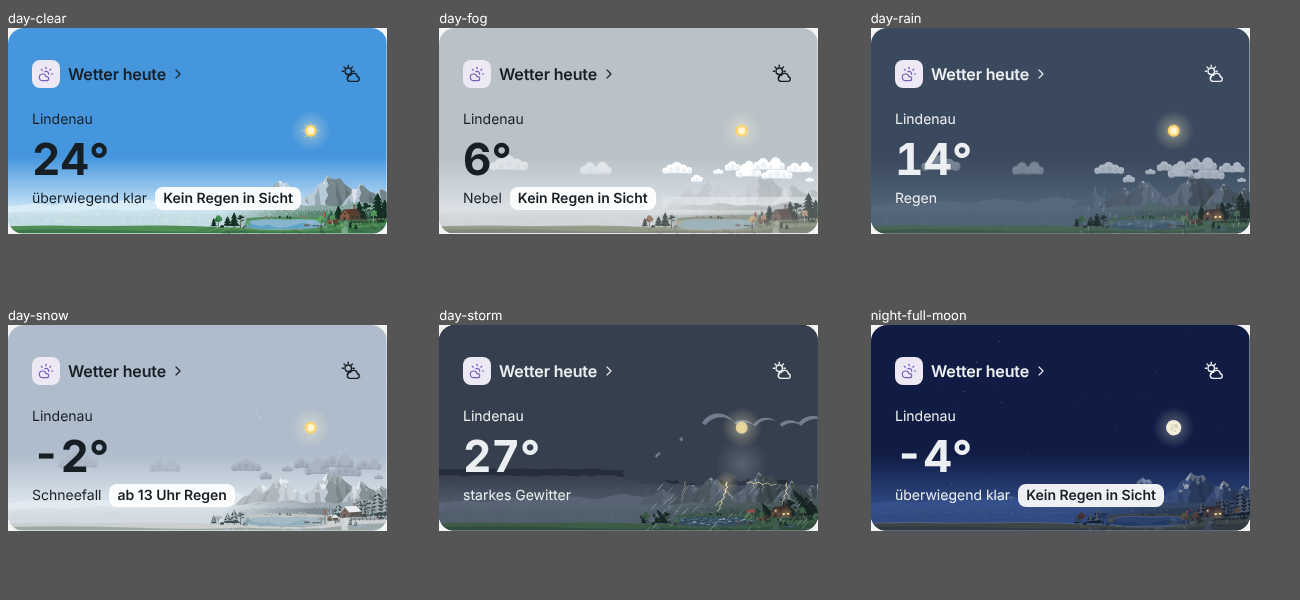 day-clear
Wetter heute
Lindenau
24°
überwiegend klar Kein Regen in Sicht
day-fog
Wetter heute
Lindenau
6°
Nebel Kein Regen in Sicht
day-rain
Wetter heute
Lindenau
14°
Regen
day-snow
Wetter heute
Lindenau
-2°
Schneefall ab 13 Uhr Regen
day-storm
Wetter heute
Lindenau
27°
starkes Gewitter
night-full-moon
Wetter heute
Lindenau
-4°
überwiegend klar Kein Regen in Sicht